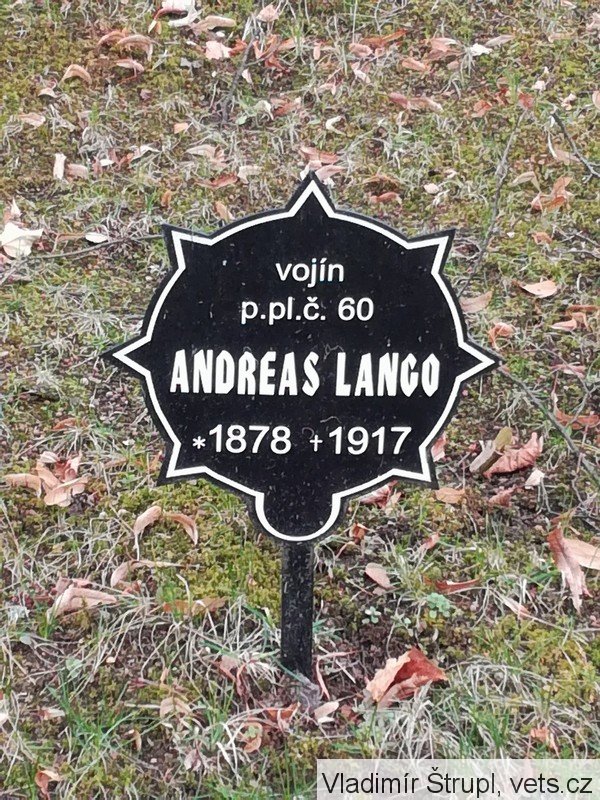 vojín
p.pl.č. 60
ANDREAS LANGO
*1878 +1917
Vladimír Štrupl, vets.cz